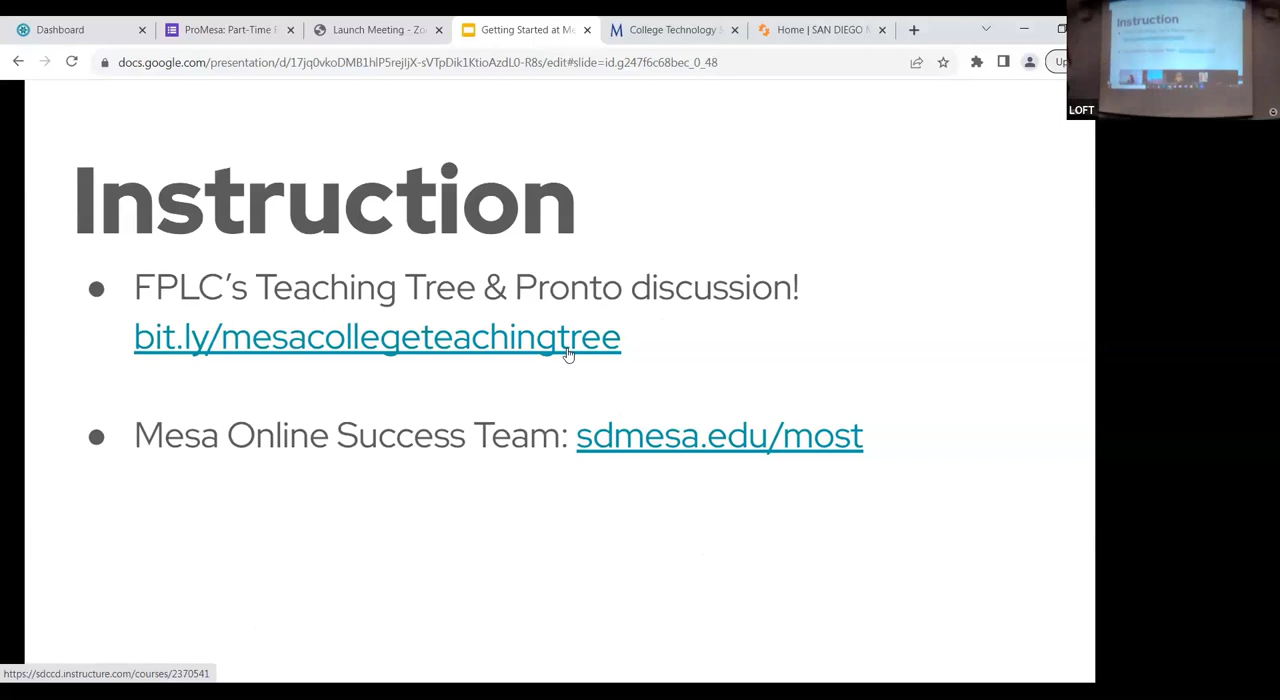 Dashboard
ProMesa: Part-Time F
Launch Meeting - Zo
Getting Started at Me
College Technology S
Home | SAN DIEGO M
docs.google.com/presentation/d/17jq0vkoDMB1hlP5rejljX-sVTpDik1KtioAzdL0-R8s/edit#slide=id.g247f6c68bec_0_48
Up
Instruction
LOFT
Instruction
● FPLC's Teaching Tree & Pronto discussion!
bit.ly/mesacollegeteachingtree
● Mesa Online Success Team: sdmesa.edu/most
https://sdccd.instructure.com/courses/2370541